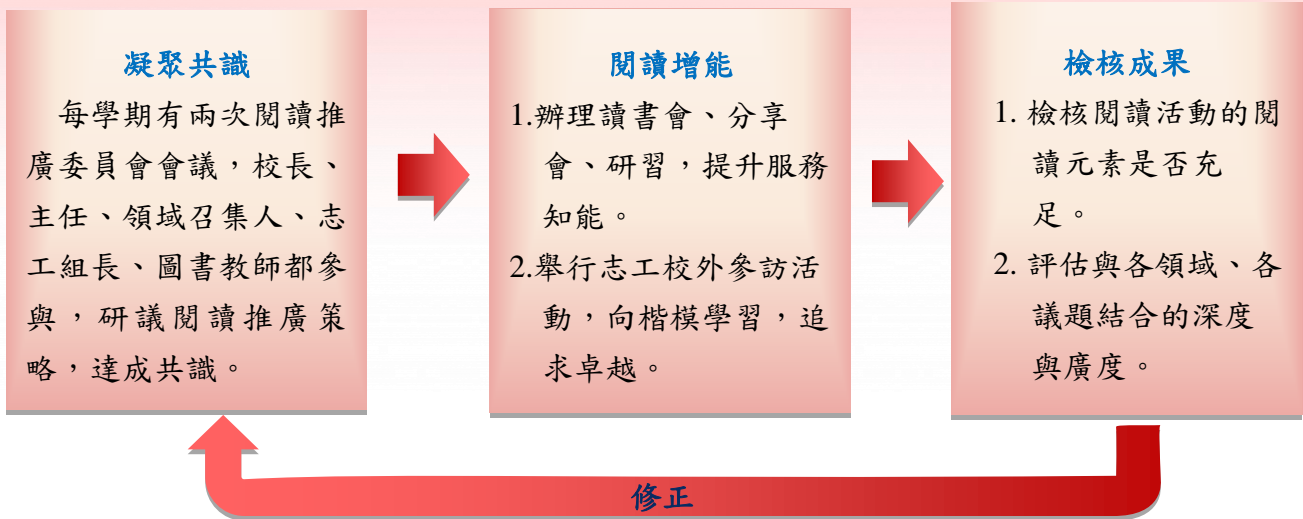 凝聚共識
每學期有兩次閱讀推
廣委員會會議，校長、
主任、領域召集人、志
工組長、圖書教師都參
與，研議閱讀推廣策
略，達成共識。
閱讀增能
1.辦理讀書會、分享
會、研習，提升服務
知能。
2.舉行志工校外參訪活
動，向楷模學習，追
求卓越。
檢核成果
1. 檢核閱讀活動的閱
讀元素是否充
足。
2. 評估與各領域、各
議題結合的深度
與廣度。
修正